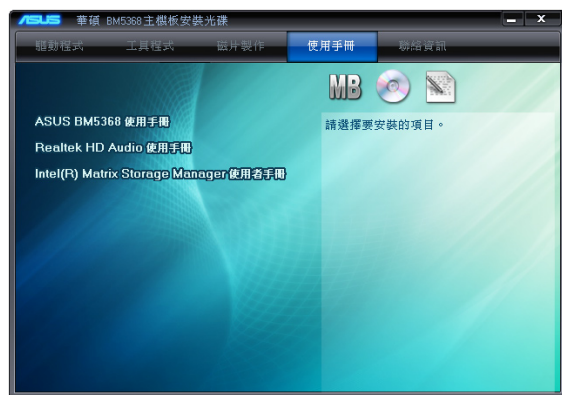 ASUS 華碩 BM5368主機板安裝光碟
驅動程式 工具程式 磁片製作 使用手冊 聯絡資訊
MB
ASUS BM5368 使用手冊
請選擇要安裝的項目。
Realtek HD Audio 使用手冊
Intel(R) Matrix Storage Manager 使用者手冊